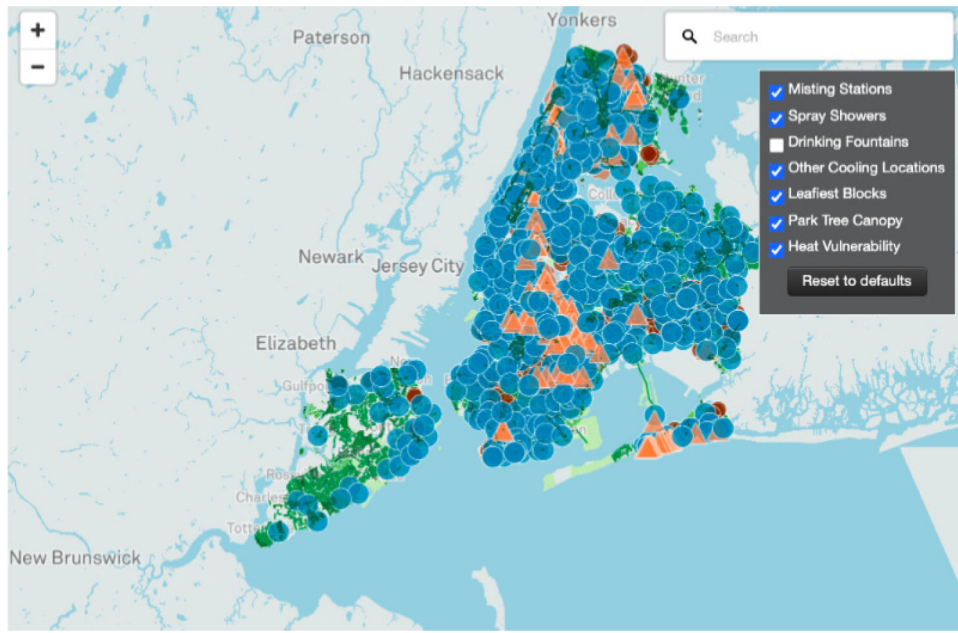 Yonkers
Paterson
Search
Hackensack
Misting Stations
Spray Showers
Drinking Fountains
Other Cooling Locations
Leafiest Blocks
Park Tree Canopy
Heat Vulnerability
Reset to defaults
Newark
Jersey City
Elizabeth
New Brunswick